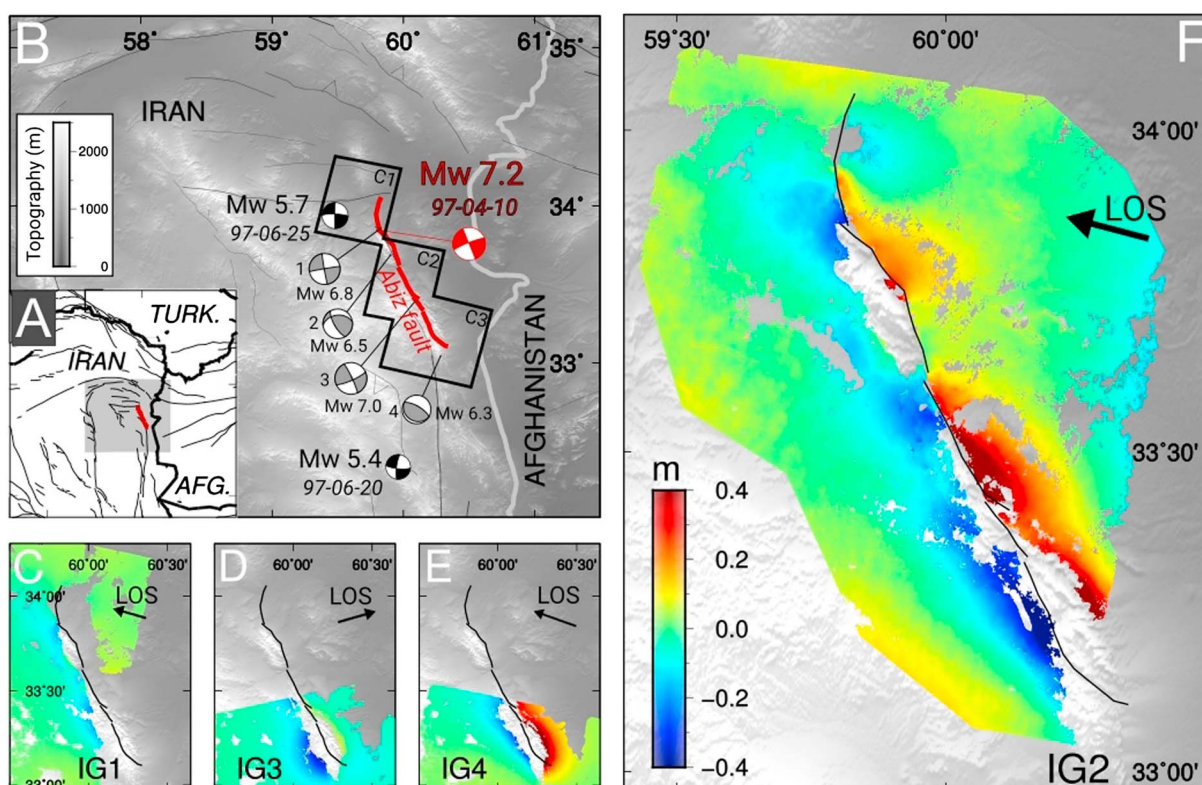 B
58°
59°
60°
61°
35°
IRAN
Topography (m)
2000
1000
0
C1
Mw 7.2
97-04-10
Mw 5.7
97-06-25
34°
1
Mw 6.8
C2
2
Mw 6.5
Abiz fault
C3
3
Mw 7.0
4
Mw 6.3
33°
Mw 5.4
97-06-20
AFGHANISTAN
A
TURK.
IRAN
AFG.
C
60°00'
60°30'
LOS
34°00'
33°30'
33°00'
IG1
D
60°00'
60°30'
LOS
IG3
E
60°00'
60°30'
LOS
IG4
F
59°30'
60°00'
34°00'
LOS
33°30'
m
0.4
0.2
0.0
−0.2
−0.4
IG2
33°00'